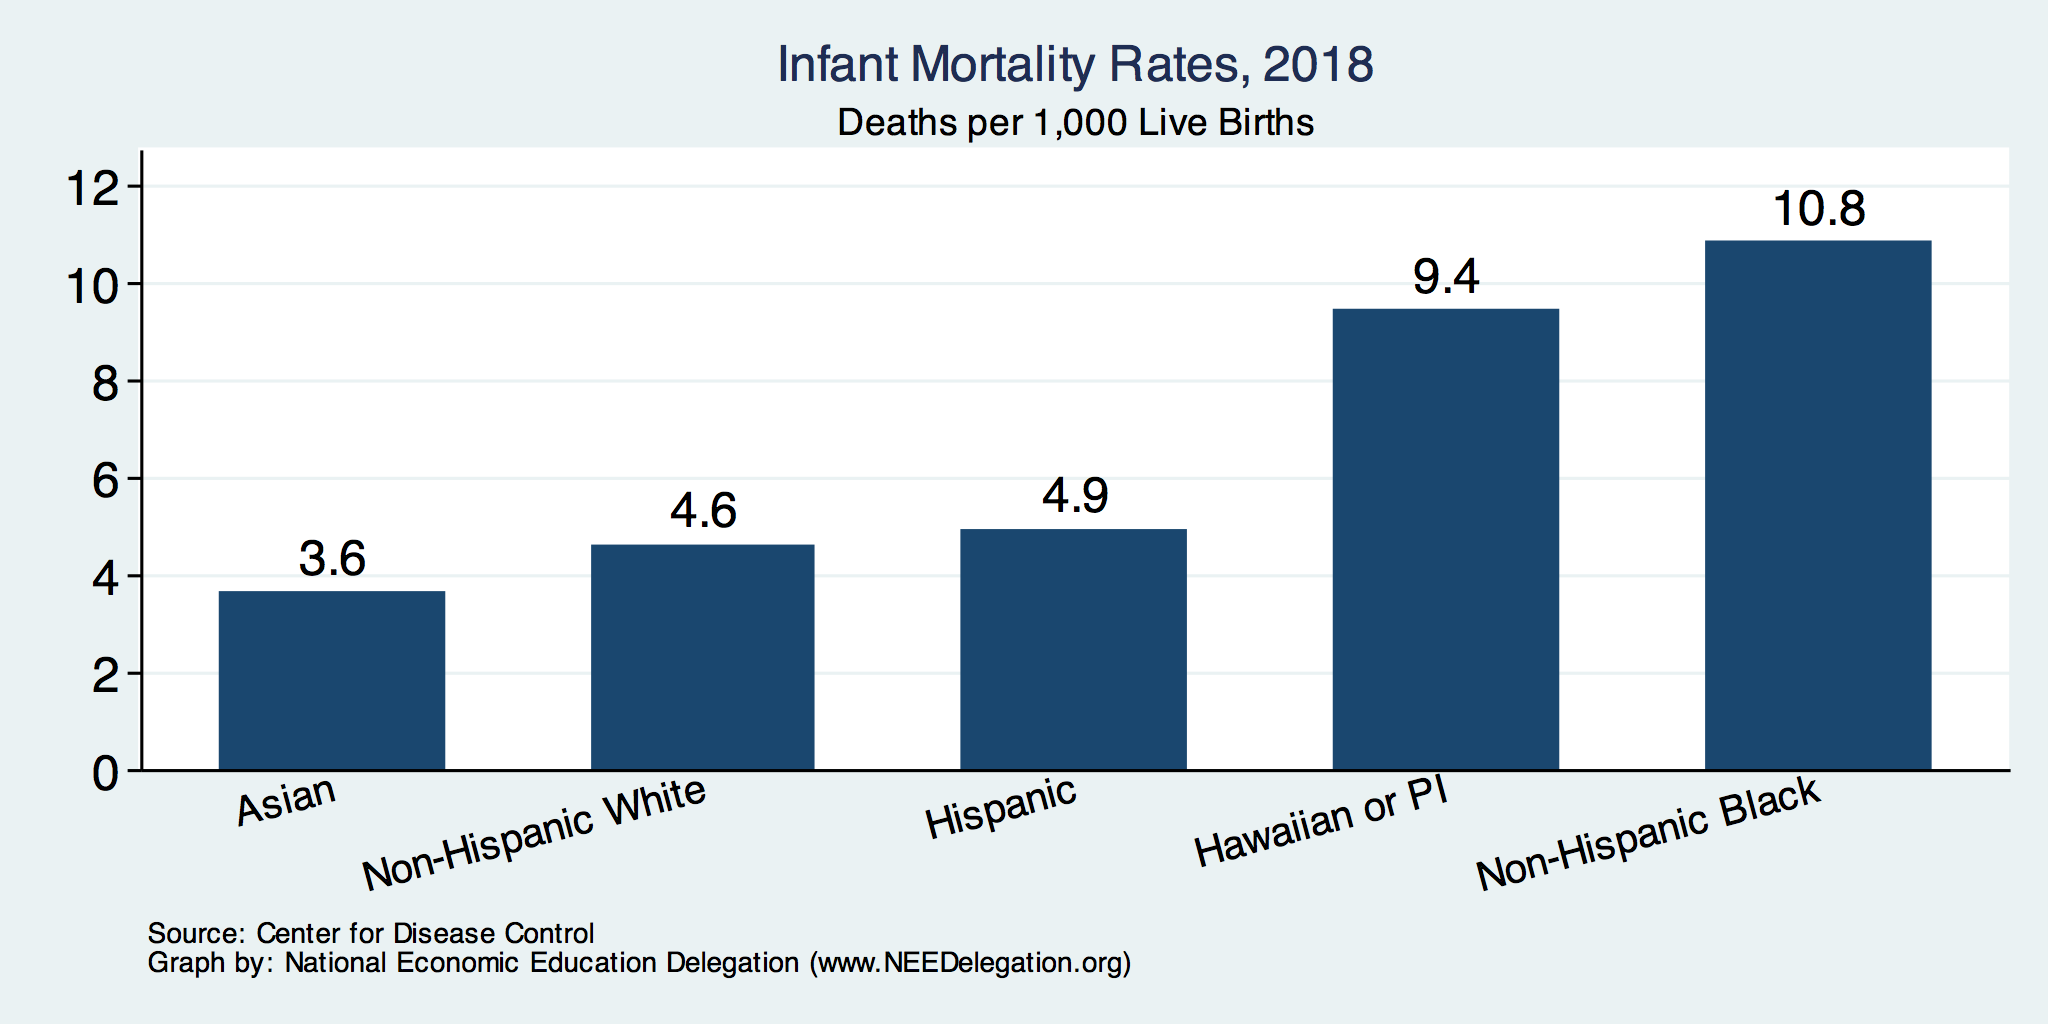 Infant Mortality Rates, 2018
Deaths per 1,000 Live Births
12
10
8
6
4
2
0
3.6
4.6
4.9
9.4
10.8
Asian
Non-Hispanic White
Hispanic
Hawaiian or PI
Non-Hispanic Black
Source: Center for Disease Control
Graph by: National Economic Education Delegation (www.NEEDelegation.org)